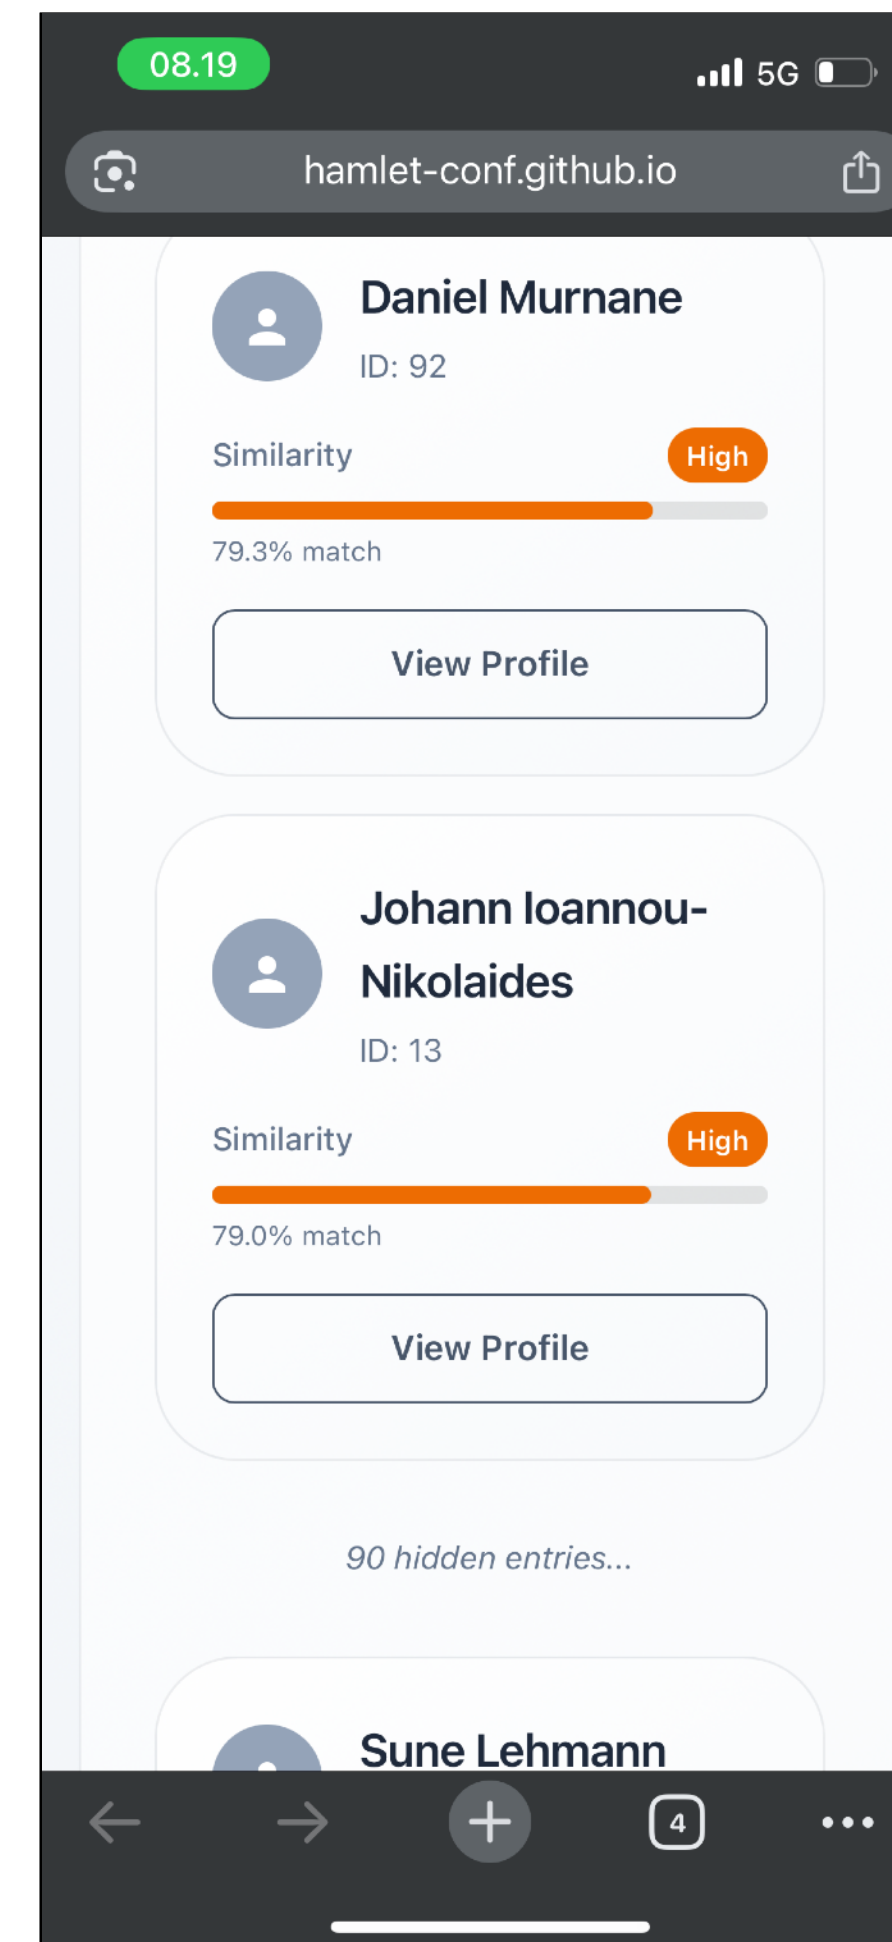 08.19
5G
hamlet-conf.github.io
Daniel Murnane
ID: 92
Similarity
High
79.3% match
View Profile
Johann Ioannou-
Nikolaides
ID: 13
Similarity
High
79.0% match
View Profile
90 hidden entries...
Sune Lehmann
4